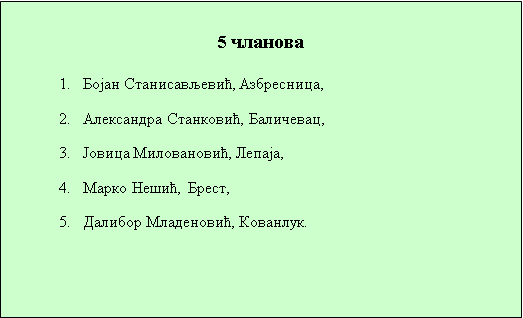 5 чланова
1. Бојан Станисављевић, Азбресница,
2. Александра Станковић, Баличевац,
3. Јовица Миловановић, Лепаја,
4. Марко Нешић, Брест,
5. Далибор Младеновић, Кованлук.